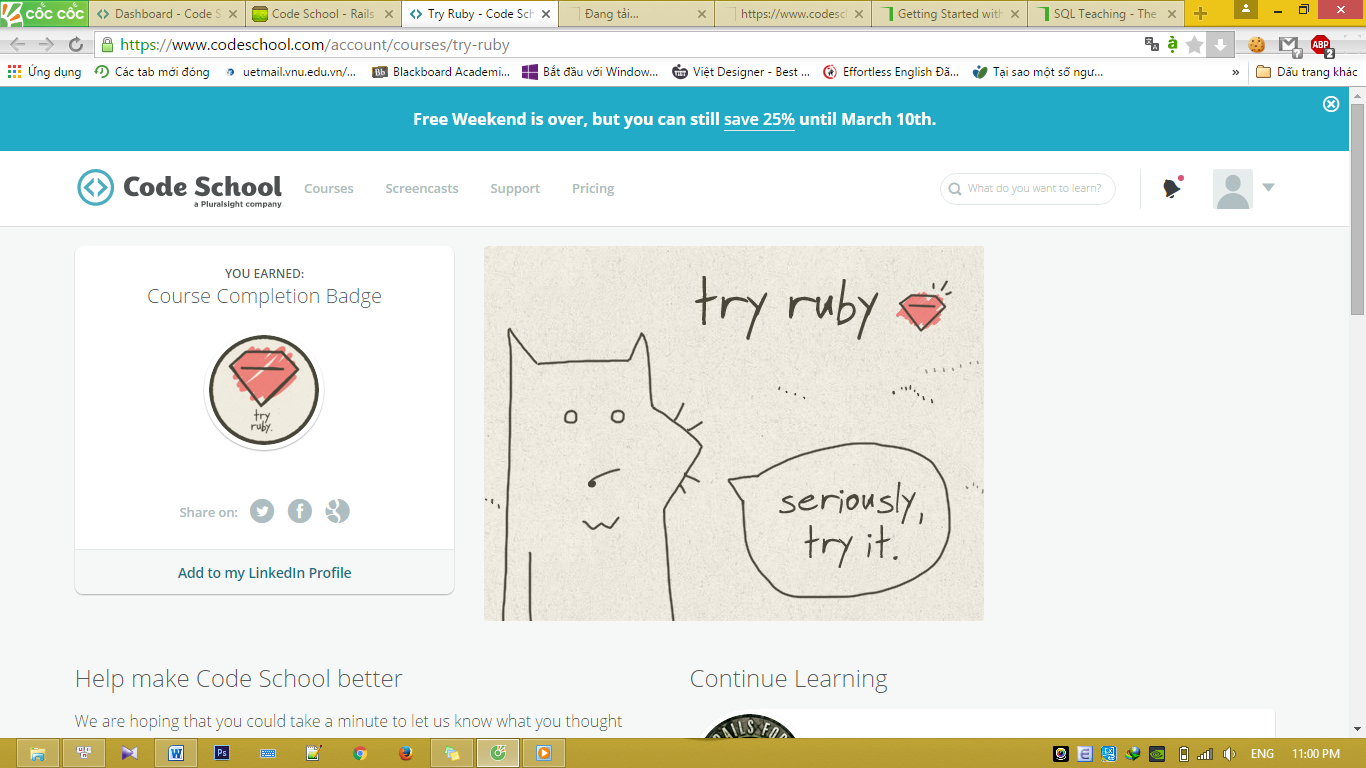 cốc cốc
Dashboard - Code S
Code School - Rails
Try Ruby - Code Sch
Đang tải...
https://www.codescl
Getting Started with
SQL Teaching - The
https://www.codeschool.com/account/courses/try-ruby
Ứng dụng
Các tab mới đóng
uetmail.vnu.edu.vn/...
Bb
Blackboard Academi...
Bắt đầu với Window...
Việt Designer - Best ...
Effortless English Đã...
Tại sao một số ngư...
»
Dấu trang khác
ABP
2
Free Weekend is over, but you can still save 25% until March 10th.
Code School
a Pluralsight company
Courses
Screencasts
Support
Pricing
What do you want to learn?
YOU EARNED:
Course Completion Badge
try
ruby.
Share on:
Add to my LinkedIn Profile
try ruby
seriously,
try it.
Help make Code School better
We are hoping that you could take a minute to let us know what you thought
Continue Learning
ENG
11:00 PM